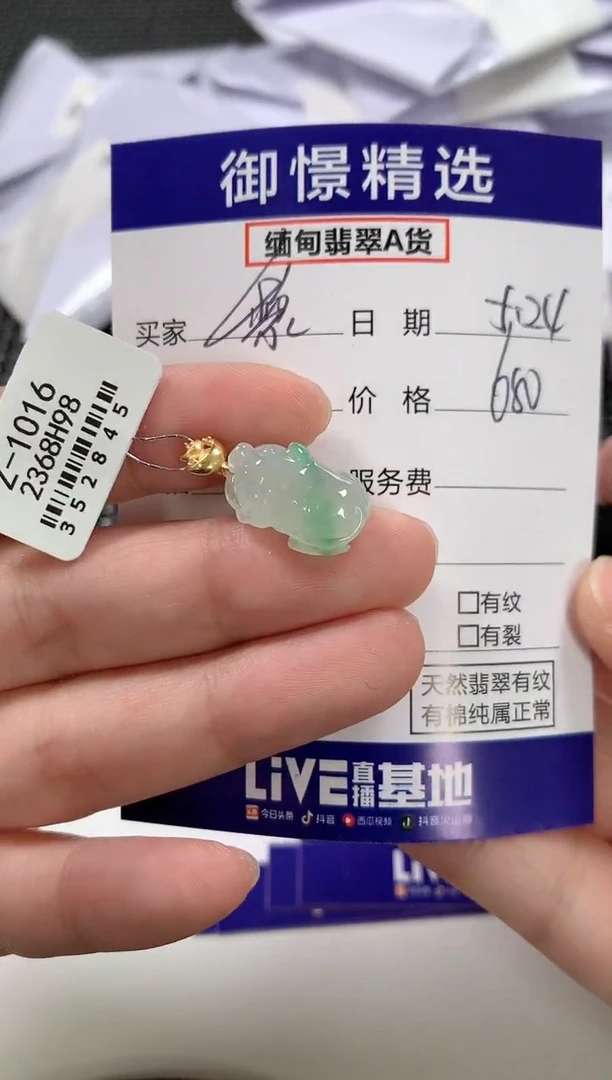 御憬精选
缅甸翡翠A货
买家 日期 5.24
价格 680
Z-1016
2368H98
352845
服务费
□有纹
□有裂
天然翡翠有纹
有棉纯属正常
LiVE直播基地
今日头条 抖音 西瓜视频 抖音火山版